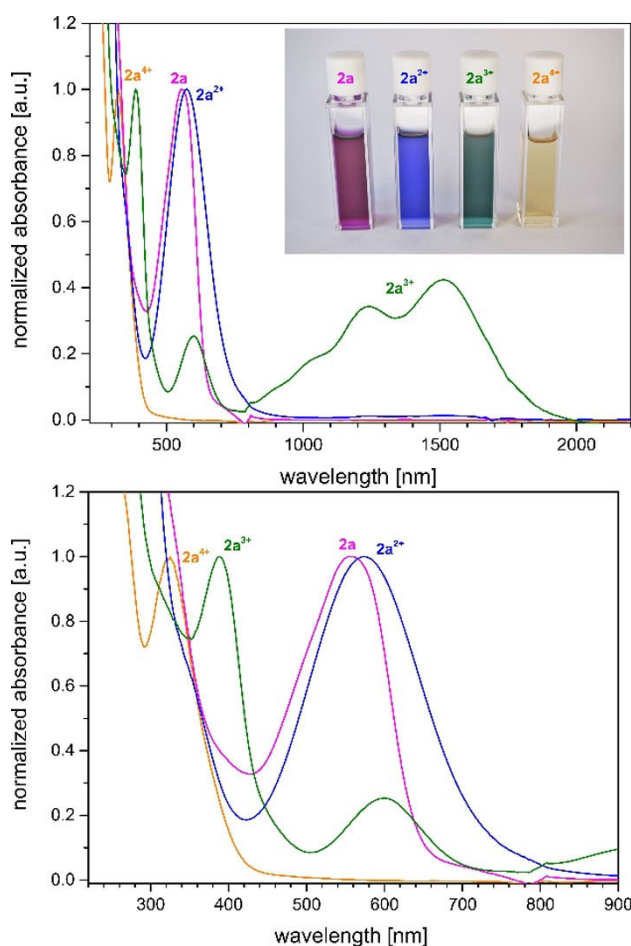 normalized absorbance [a.u.]
1.2
1.0
0.8
0.6
0.4
0.2
0.0
2a⁴⁺ 2a
2a²⁺
2a 2a²⁺ 2a³⁺ 2a⁴⁺
2a³⁺
500 1000 1500 2000
wavelength [nm]
normalized absorbance [a.u.]
1.2
1.0
0.8
0.6
0.4
0.2
0.0
2a⁴⁺ 2a³⁺ 2a 2a²⁺
300 400 500 600 700 800 900
wavelength [nm]